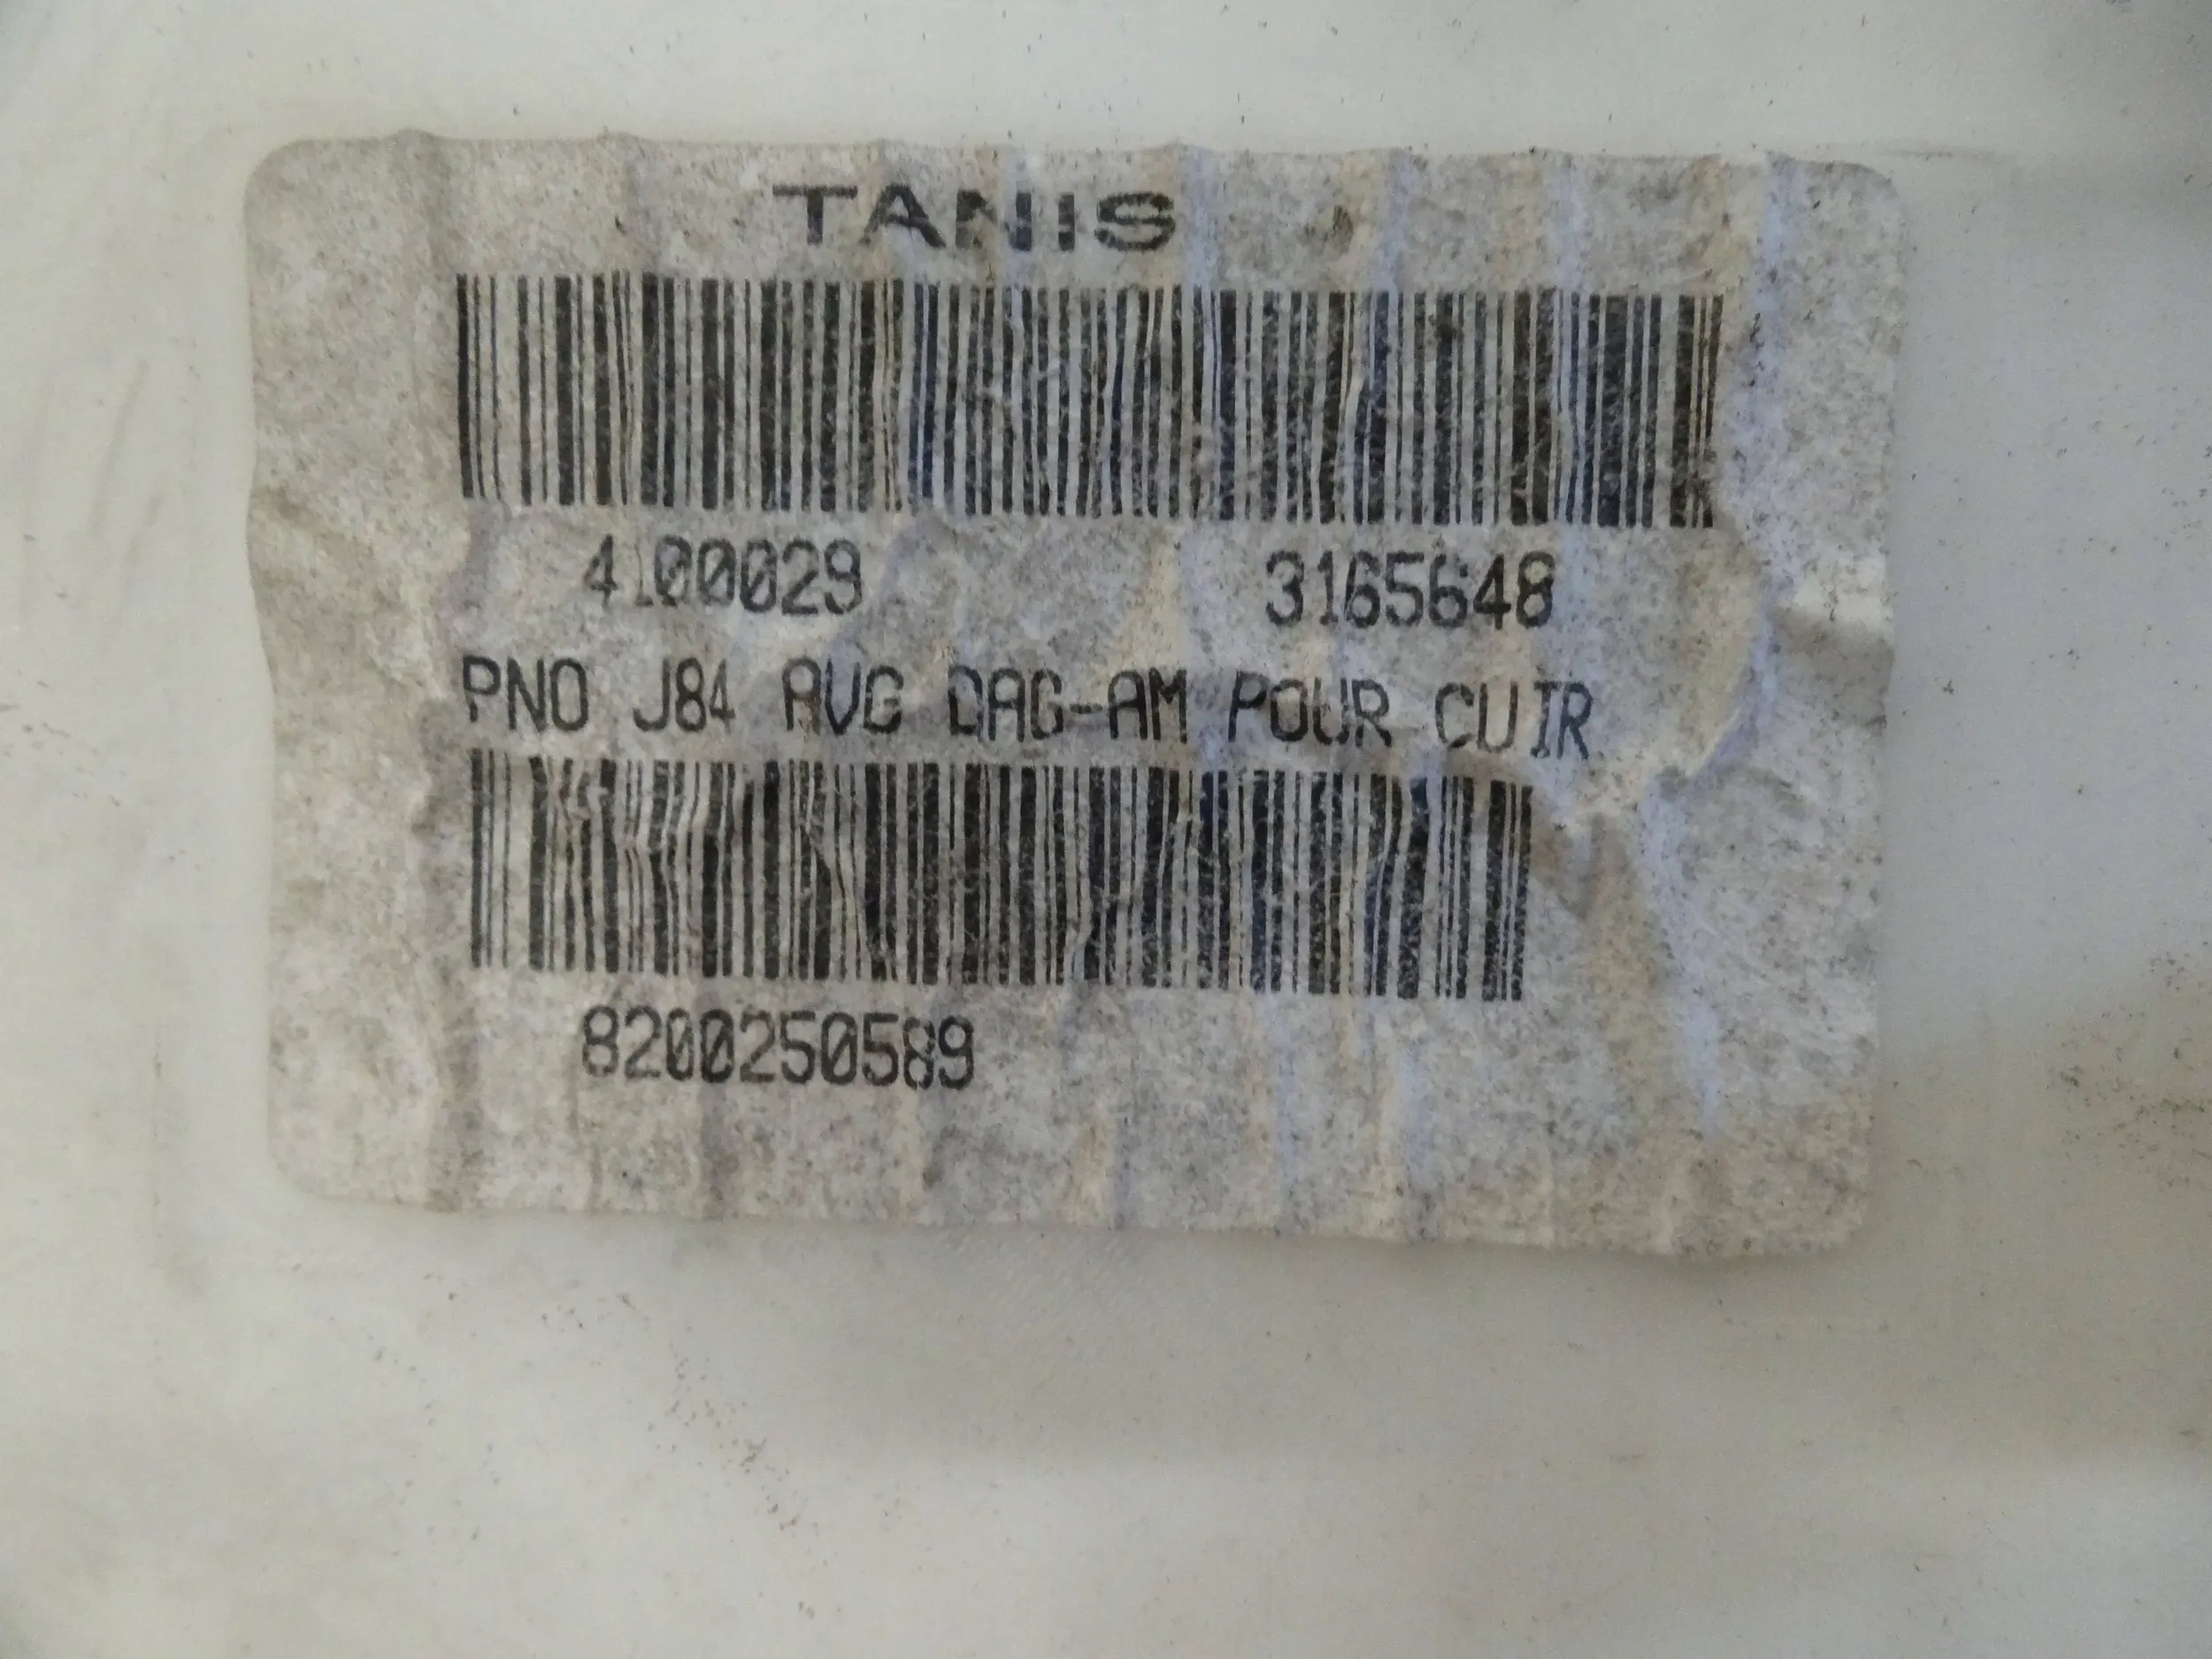 TANIS
4100029 3165648
PNO J84 AVG DAG-AM POUR CUIR
8200250589